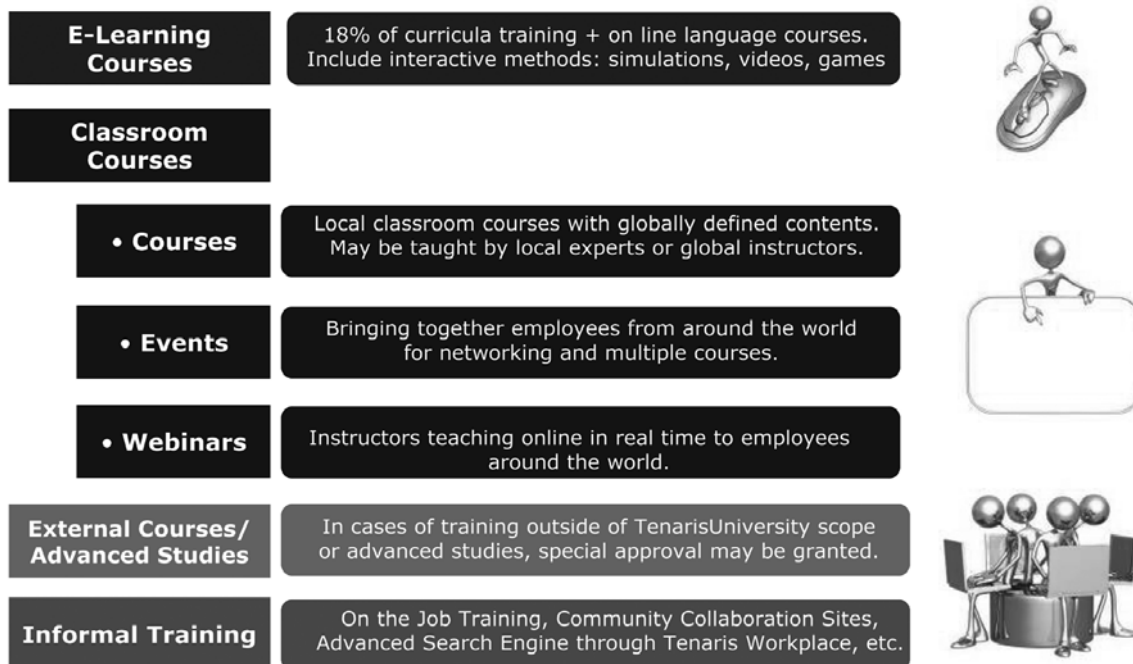 E-Learning
Courses
18% of curricula training + on line language courses.
Include interactive methods: simulations, videos, games
Classroom
Courses
• Courses
Local classroom courses with globally defined contents.
May be taught by local experts or global instructors.
• Events
Bringing together employees from around the world
for networking and multiple courses.
• Webinars
Instructors teaching online in real time to employees
around the world.
External Courses/
Advanced Studies
In cases of training outside of TenarisUniversity scope
or advanced studies, special approval may be granted.
Informal Training
On the Job Training, Community Collaboration Sites,
Advanced Search Engine through Tenaris Workplace, etc.